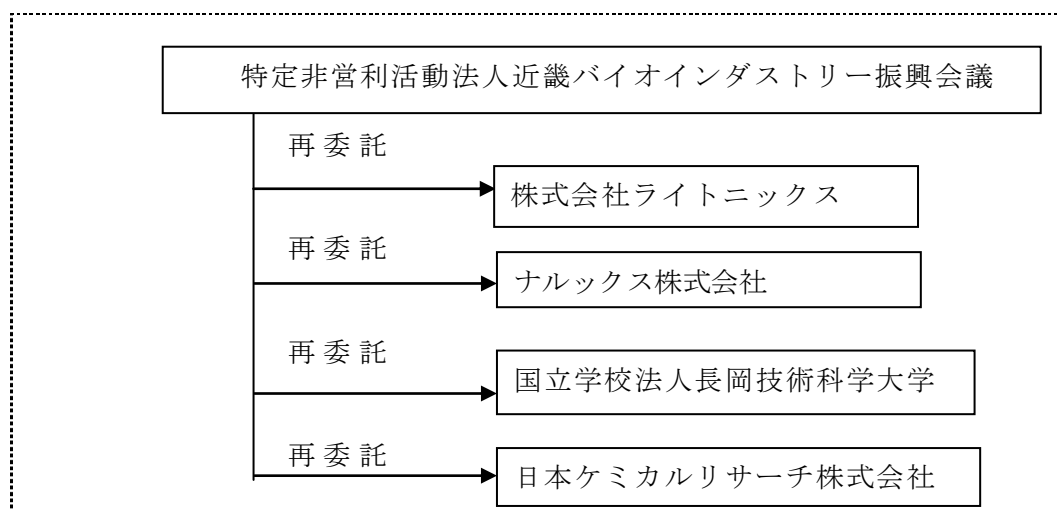 特定非営利活動法人近畿バイオインダストリー振興会議
再委託
株式会社ライトニックス
再委託
ナルックス株式会社
再委託
国立学校法人長岡技術科学大学
再委託
日本ケミカルリサーチ株式会社